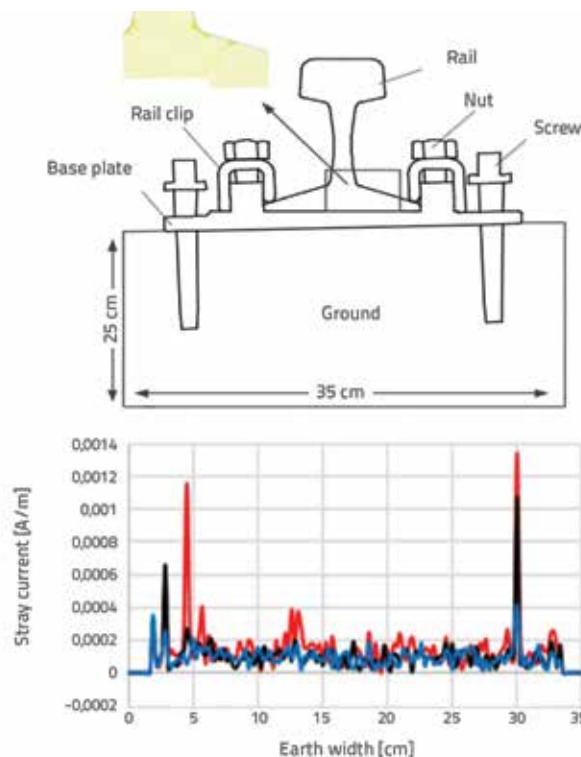 Rail
Rail clip
Nut
Screw
Base plate
Ground
25 cm
35 cm
Stray current [A/m]
0,0014
0,0012
0,001
0,0008
0,0006
0,0004
0,0002
0
-0,0002
0
5
10
15
20
25
30
35
Earth width [cm]